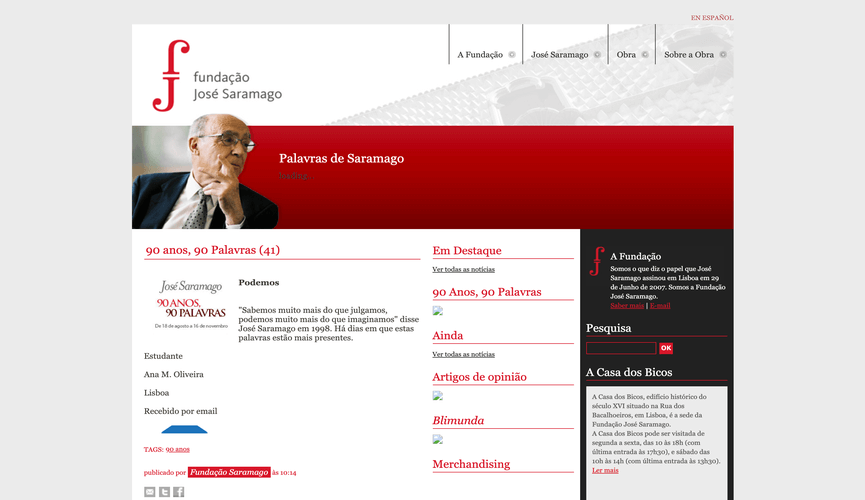 EN ESPAÑOL
A Fundação
José Saramago
Obra
Sobre a Obra
fundação
José Saramago
Palavras de Saramago
90 anos, 90 Palavras (41)
José Saramago
90 ANOS,
90 PALAVRAS
De 18 de agosto a 16 de novembro
Podemos
"Sabemos muito mais do que julgamos,
podemos muito mais do que imaginamos" disse
José Saramago em 1998. Há dias em que estas
palavras estão mais presentes.
Estudante
Ana M. Oliveira
Lisboa
Recebido por email
TAGS: 90 anos
publicado por Fundação Saramago às 10:14
Em Destaque
Ver todas as notícias
90 Anos, 90 Palavras
Ainda
Ver todas as notícias
Artigos de opinião
Blimunda
Merchandising
A Fundação
Somos o que diz o papel que José
Saramago assinou em Lisboa em 29
de Junho de 2007. Somos a Fundação
José Saramago.
Saber mais | E-mail
Pesquisa
OK
A Casa dos Bicos
A Casa dos Bicos, edifício histórico do
século XVI situado na Rua dos
Bacalhoeiros, em Lisboa, é a sede da
Fundação José Saramago.
A Casa dos Bicos pode ser visitada de
segunda a sexta, das 10 às 18h (com
última entrada às 17h30), e sábado das
10h às 14h (com última entrada às 13h30).
Ler mais